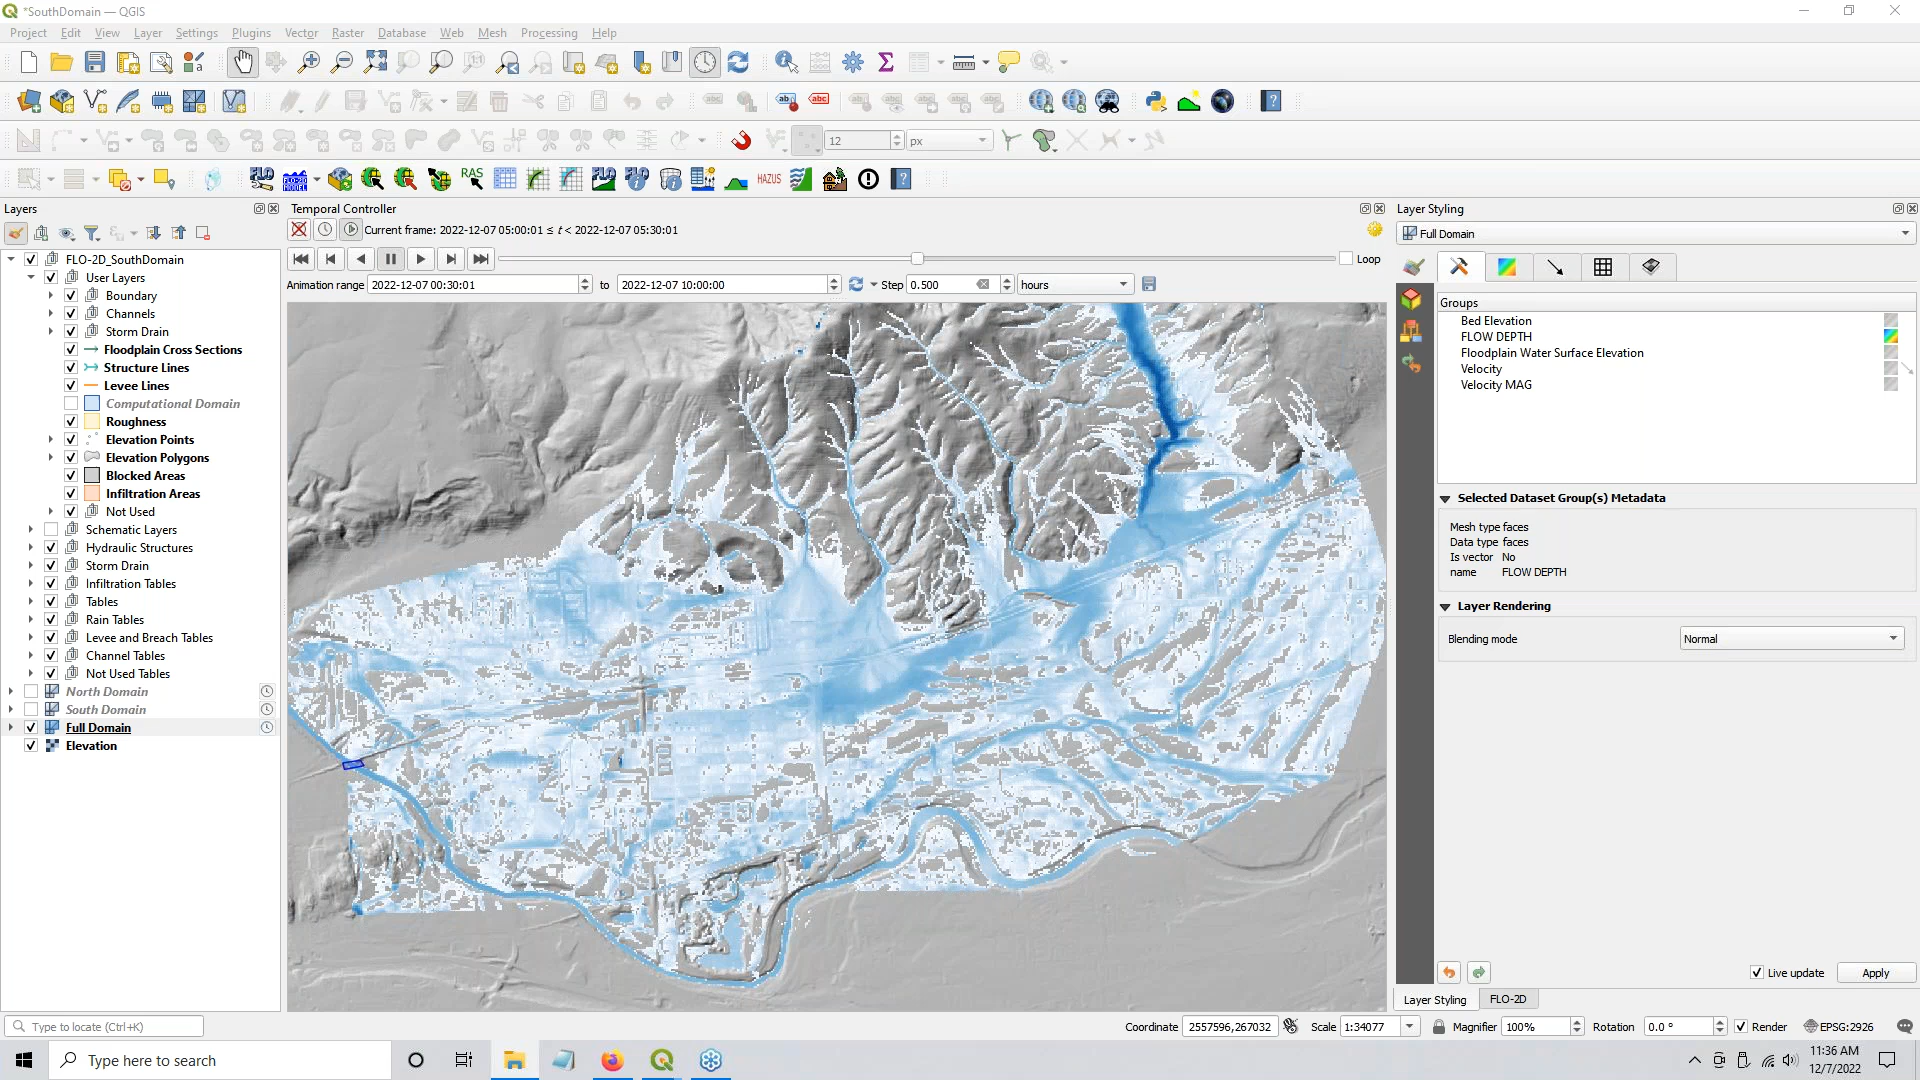 *SouthDomain — QGIS
Project Edit View Layer Settings Plugins Vector Raster Database Web Mesh Processing Help
abc abc
12 px
FLO FLO-2D MODEL RAS FLO FLO HAZUS
Layers
Temporal Controller
Layer Styling
Current frame: 2022-12-07 05:00:01 ≤ t < 2022-12-07 05:30:01
Full Domain
Loop
Animation range 2022-12-07 00:30:01 to 2022-12-07 10:00:00 Step 0.500 hours
FLO-2D_SouthDomain
User Layers
Boundary
Channels
Storm Drain
Floodplain Cross Sections
Structure Lines
Levee Lines
Computational Domain
Roughness
Elevation Points
Elevation Polygons
Blocked Areas
Infiltration Areas
Not Used
Schematic Layers
Hydraulic Structures
Storm Drain
Infiltration Tables
Tables
Rain Tables
Levee and Breach Tables
Channel Tables
Not Used Tables
North Domain
South Domain
Full Domain
Elevation
Groups
Bed Elevation
FLOW DEPTH
Floodplain Water Surface Elevation
Velocity
Velocity MAG
Selected Dataset Group(s) Metadata
Mesh type faces
Data type faces
Is vector No
name FLOW DEPTH
Layer Rendering
Blending mode Normal
Live update Apply
Layer Styling FLO-2D
Type to locate (Ctrl+K)
Coordinate 2557596,267032 Scale 1:34077 Magnifier 100% Rotation 0.0 ° Render EPSG:2926
Type here to search
11:36 AM
12/7/2022